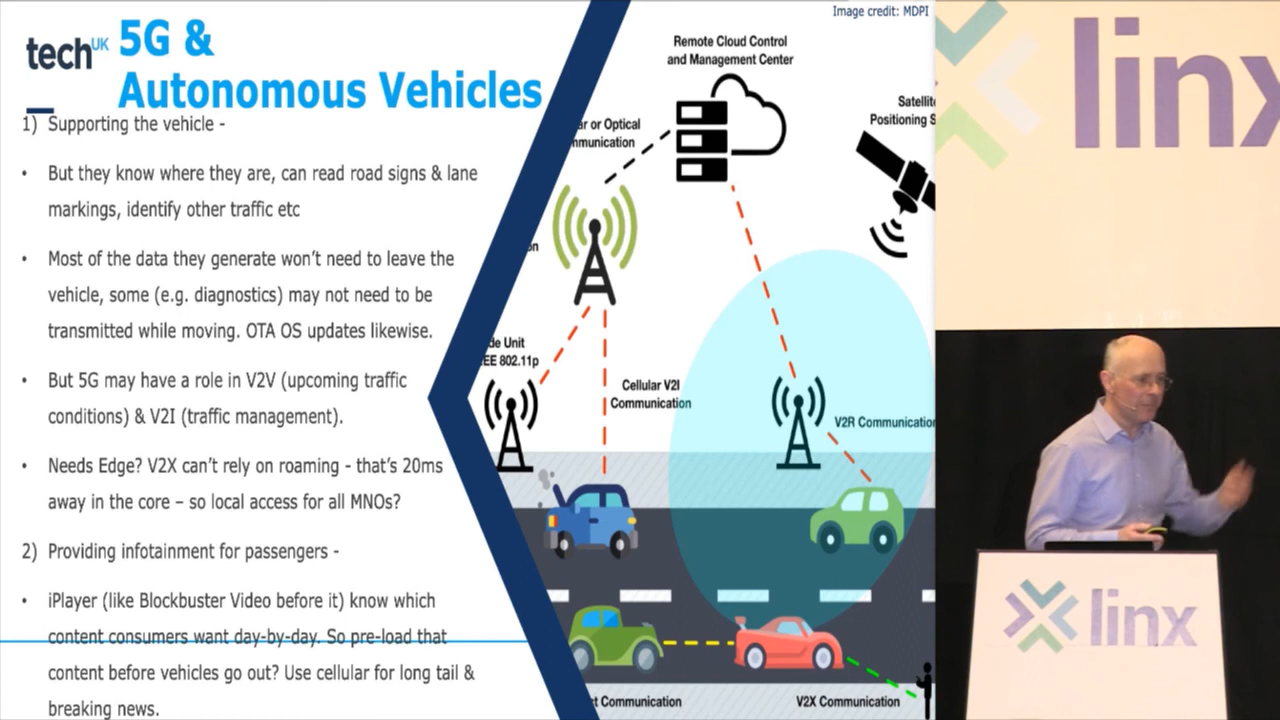 tech UK
5G &
Autonomous Vehicles
1) Supporting the vehicle -
• But they know where they are, can read road signs & lane
markings, identify other traffic etc
• Most of the data they generate won't need to leave the
vehicle, some (e.g. diagnostics) may not need to be
transmitted while moving. OTA OS updates likewise.
• But 5G may have a role in V2V (upcoming traffic
conditions) & V2I (traffic management).
• Needs Edge? V2X can't rely on roaming - that's 20ms
away in the core – so local access for all MNOs?
2) Providing infotainment for passengers -
• iPlayer (like Blockbuster Video before it) know which
content consumers want day-by-day. So pre-load that
content before vehicles go out? Use cellular for long tail &
breaking news.
Image credit: MDPI
Remote Cloud Control
and Management Center
Satellite
Positioning S
ar or Optical
mmunication
on
de Unit
EE 802.11p
Cellular V2I
Communication
V2R Communication
ct Communication
V2X Communication
linx
linx